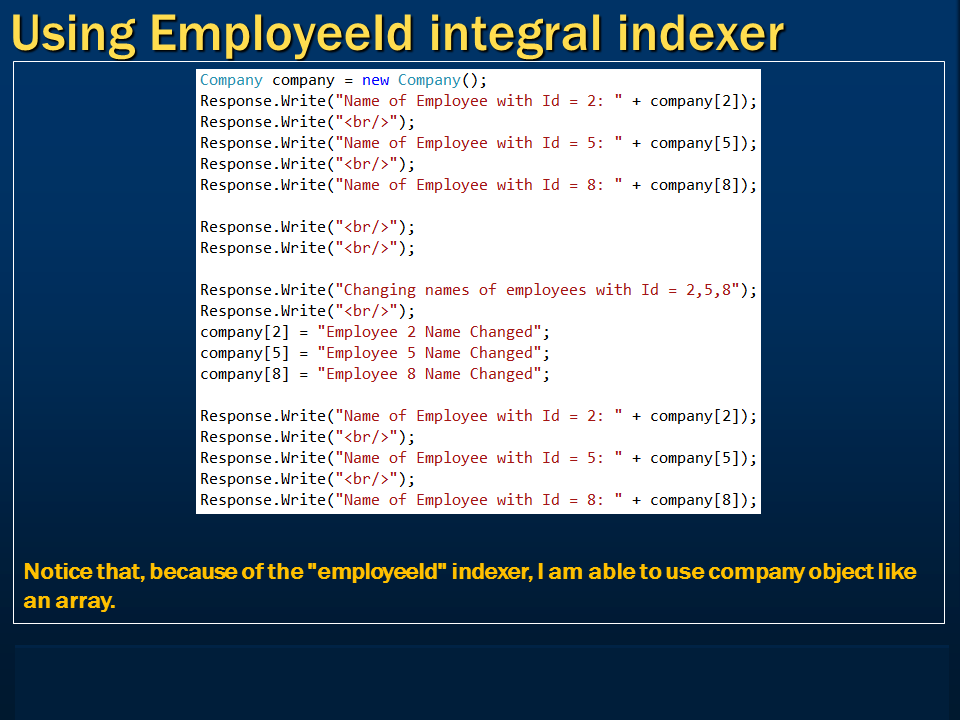 Using EmployeeId integral indexer
Company company = new Company();
Response.Write("Name of Employee with Id = 2: " + company[2]);
Response.Write("<br/>");
Response.Write("Name of Employee with Id = 5: " + company[5]);
Response.Write("<br/>");
Response.Write("Name of Employee with Id = 8: " + company[8]);
Response.Write("<br/>");
Response.Write("<br/>");
Response.Write("Changing names of employees with Id = 2,5,8");
Response.Write("<br/>");
company[2] = "Employee 2 Name Changed";
company[5] = "Employee 5 Name Changed";
company[8] = "Employee 8 Name Changed";
Response.Write("Name of Employee with Id = 2: " + company[2]);
Response.Write("<br/>");
Response.Write("Name of Employee with Id = 5: " + company[5]);
Response.Write("<br/>");
Response.Write("Name of Employee with Id = 8: " + company[8]);
Notice that, because of the "employeeId" indexer, I am able to use company object like
an array.